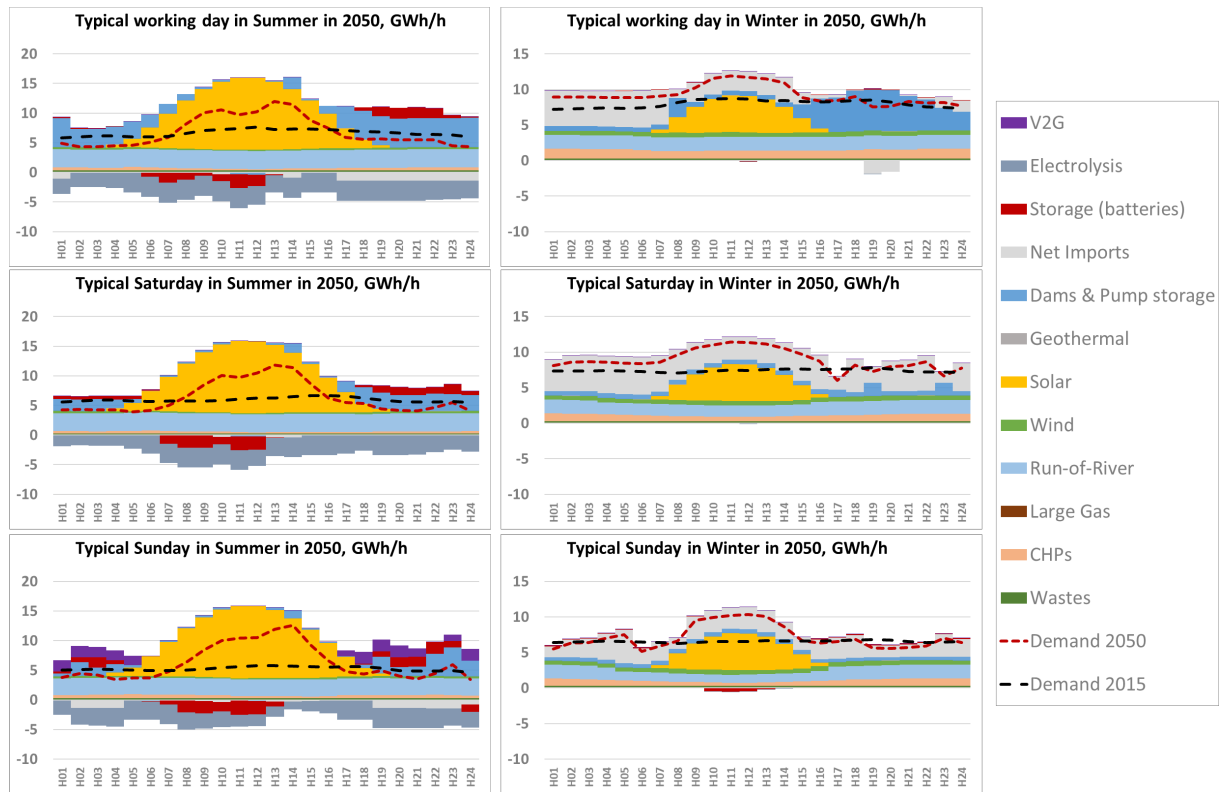 Typical working day in Summer in 2050, GWh/h
20
15
10
5
0
-5
-10
H01 H02 H03 H04 H05 H06 H07 H08 H09 H10 H11 H12 H13 H14 H15 H16 H17 H18 H19 H20 H21 H22 H23 H24
Typical working day in Winter in 2050, GWh/h
15
10
5
0
-5
-10
H01 H02 H03 H04 H05 H06 H07 H08 H09 H10 H11 H12 H13 H14 H15 H16 H17 H18 H19 H20 H21 H22 H23 H24
Typical Saturday in Summer in 2050, GWh/h
20
15
10
5
0
-5
-10
H01 H02 H03 H04 H05 H06 H07 H08 H09 H10 H11 H12 H13 H14 H15 H16 H17 H18 H19 H20 H21 H22 H23 H24
Typical Saturday in Winter in 2050, GWh/h
15
10
5
0
-5
-10
H01 H02 H03 H04 H05 H06 H07 H08 H09 H10 H11 H12 H13 H14 H15 H16 H17 H18 H19 H20 H21 H22 H23 H24
Typical Sunday in Summer in 2050, GWh/h
20
15
10
5
0
-5
-10
H01 H02 H03 H04 H05 H06 H07 H08 H09 H10 H11 H12 H13 H14 H15 H16 H17 H18 H19 H20 H21 H22 H23 H24
Typical Sunday in Winter in 2050, GWh/h
15
10
5
0
-5
-10
H01 H02 H03 H04 H05 H06 H07 H08 H09 H10 H11 H12 H13 H14 H15 H16 H17 H18 H19 H20 H21 H22 H23 H24
V2G
Electrolysis
Storage (batteries)
Net Imports
Dams & Pump storage
Geothermal
Solar
Wind
Run-of-River
Large Gas
CHPs
Wastes
Demand 2050
Demand 2015